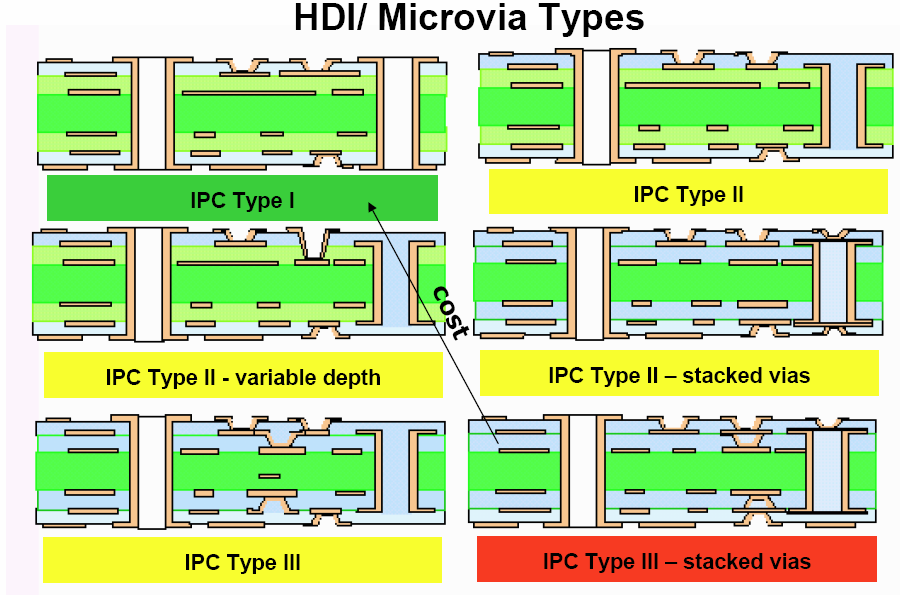 HDI/ Microvia Types
IPC Type I
IPC Type II
cost
IPC Type II - variable depth
IPC Type II – stacked vias
IPC Type III
IPC Type III – stacked vias